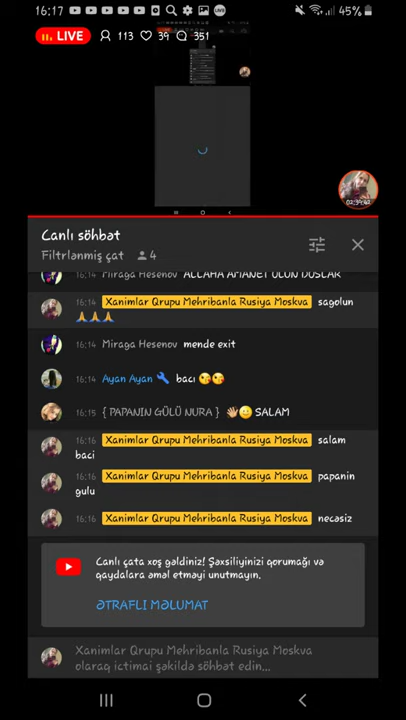 16:17
45%
LIVE 113 39 351
02:39:42
Canlı söhbət
Filtrlənmiş çat 4
16:14 Miraga Hesenov ALLAHA AMANET OLUN DOSLAR
16:14 Xanimlar Qrupu Mehribanla Rusiya Moskva sagolun
🙏🙏🙏
16:14 Miraga Hesenov mende exit
16:14 Ayan Ayan 🔧 bacı 😘😘
16:15 { PAPANIN GÜLÜ NURA } 👋🏼😀 SALAM
16:16 Xanimlar Qrupu Mehribanla Rusiya Moskva salam
baci
16:16 Xanimlar Qrupu Mehribanla Rusiya Moskva papanin
gulu
16:16 Xanimlar Qrupu Mehribanla Rusiya Moskva necəsiz
Canlı çata xoş gəldiniz! Şəxsiliyinizi qorumağı və
qaydalara əməl etməyi unutmayın.
ƏTRAFLI MƏLUMAT
Xanimlar Qrupu Mehribanla Rusiya Moskva
olaraq ictimai şəkildə söhbət edin...